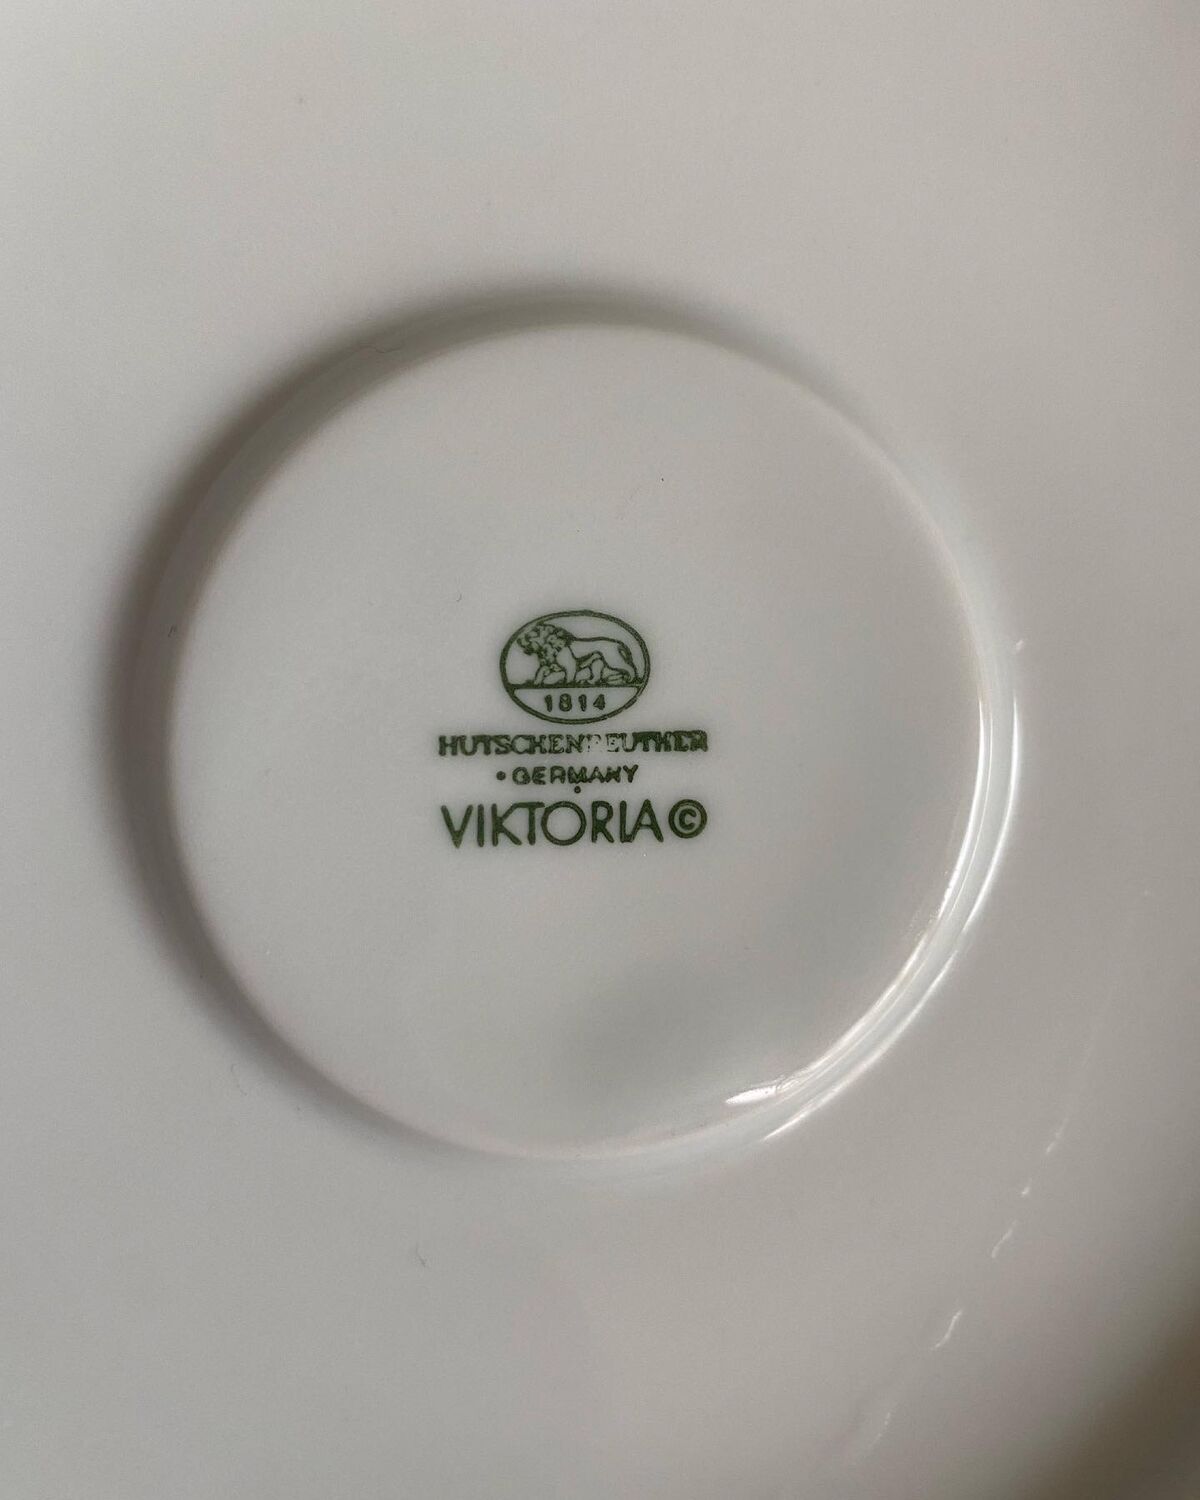 1814
HUTSCHENREUTHER
• GERMANY
VIKTORIA ©